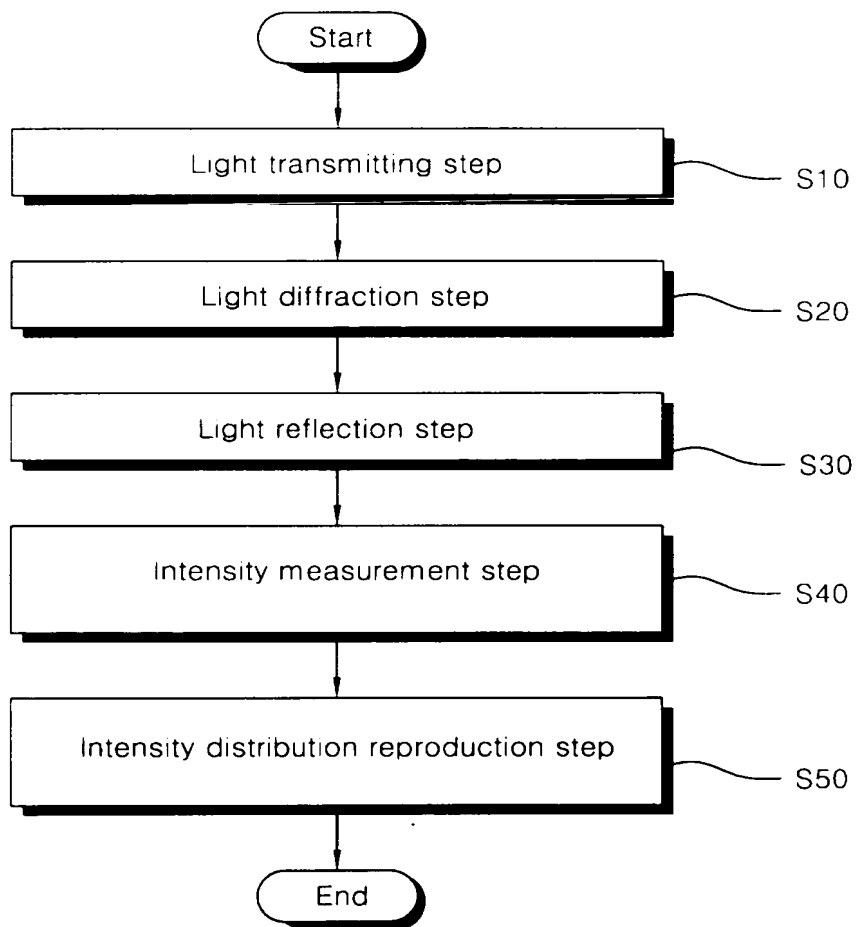 Start
Light transmitting step
S10
Light diffraction step
S20
Light reflection step
S30
Intensity measurement step
S40
Intensity distribution reproduction step
S50
End